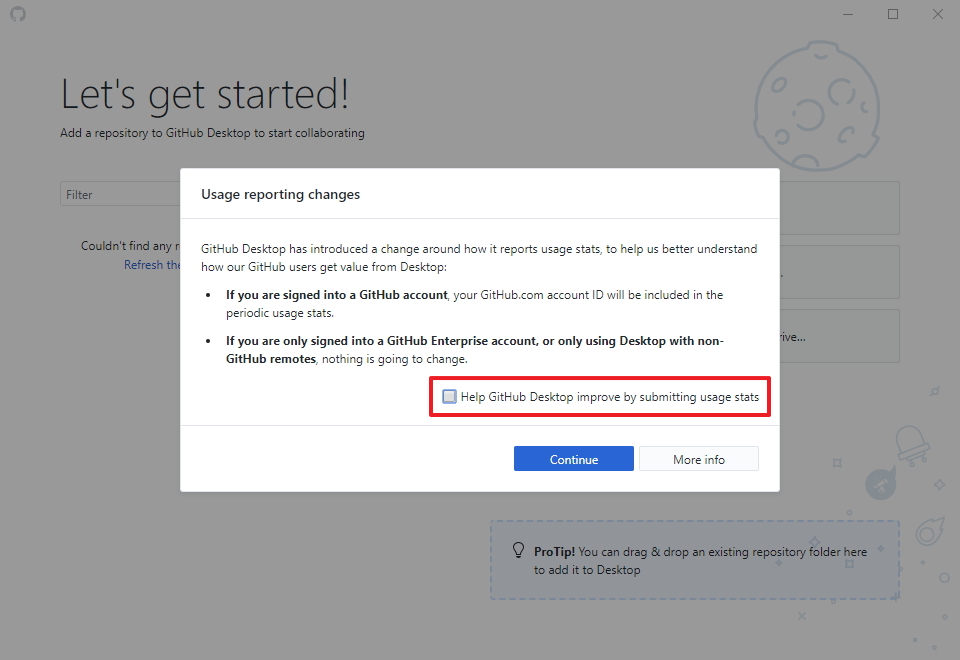 Let's get started!
Add a repository to GitHub Desktop to start collaborating
Filter
Couldn't find any
Refresh
Usage reporting changes
GitHub Desktop has introduced a change around how it reports usage stats, to help us better understand
how our GitHub users get value from Desktop:
• If you are signed into a GitHub account, your GitHub.com account ID will be included in the
periodic usage stats.
• If you are only signed into a GitHub Enterprise account, or only using Desktop with non-
GitHub remotes, nothing is going to change.
Help GitHub Desktop improve by submitting usage stats
Continue
More info
ProTip! You can drag & drop an existing repository folder here
to add it to Desktop